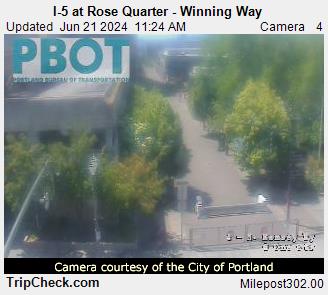 I-5 at Rose Quarter - Winning Way
Updated Jun 21 2024 11:24 AM Camera 4
PBOT
PORTLAND BUREAU OF TRANSPORTATION
Camera courtesy of the City of Portland
TripCheck.com Milepost302.00